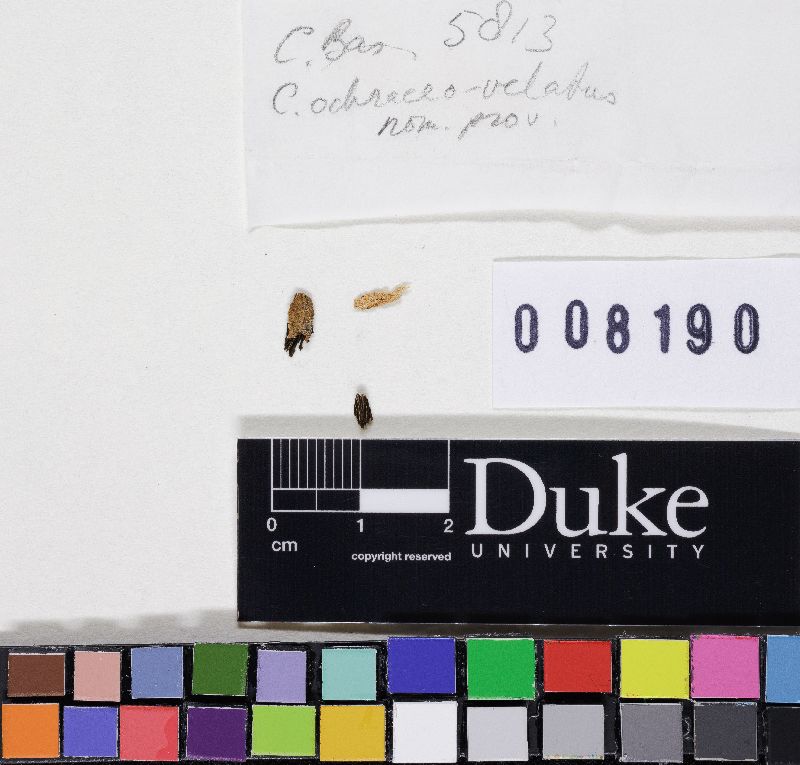 C. Bas 5813
C. ochraceo-velatus
nom. prov.
008190
0 1 2
cm
copyright reserved
Duke
UNIVERSITY